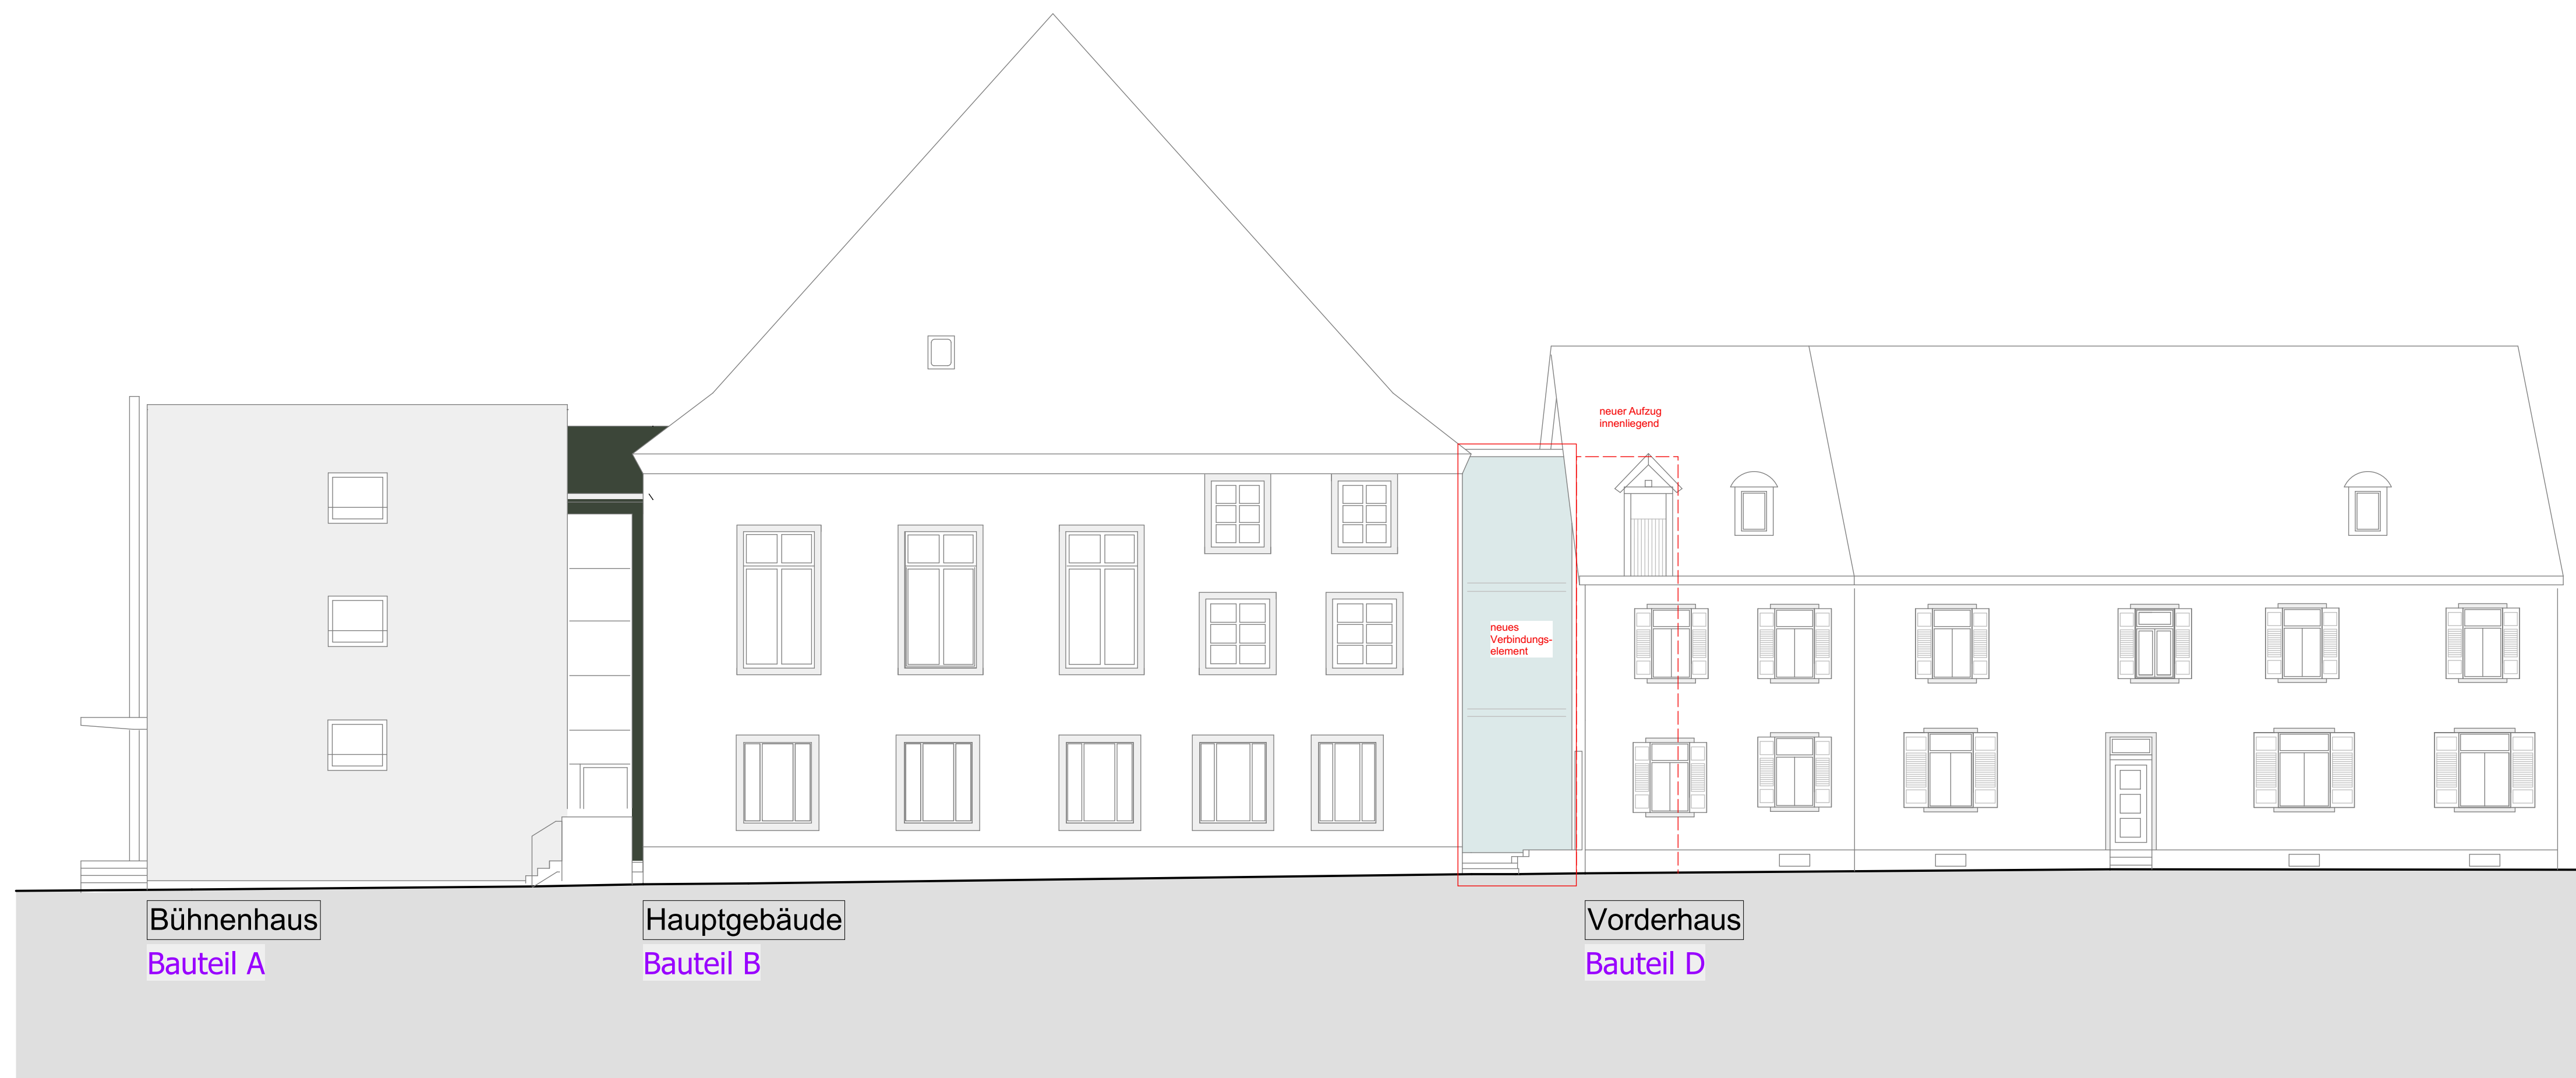 neuer Aufzug
innenliegend
neues
Verbindungs-
element
Bühnenhaus
Bauteil A
Hauptgebäude
Bauteil B
Vorderhaus
Bauteil D